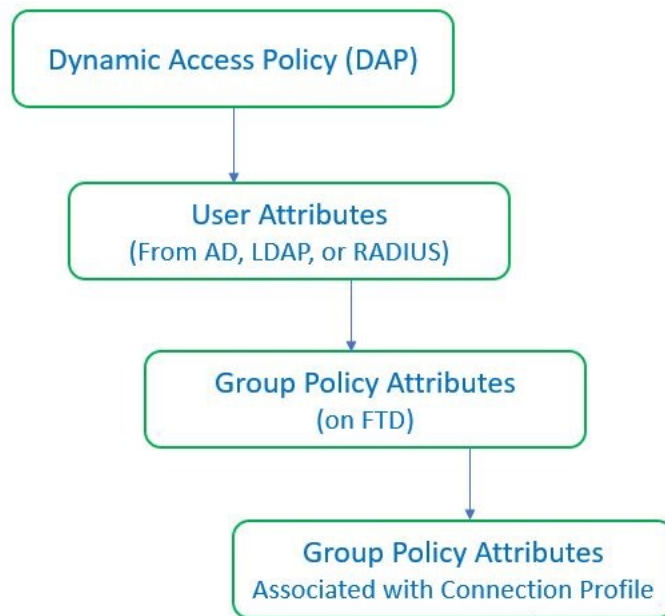 Dynamic Access Policy (DAP)
User Attributes
(From AD, LDAP, or RADIUS)
Group Policy Attributes
(on FTD)
Group Policy Attributes
Associated with Connection Profile